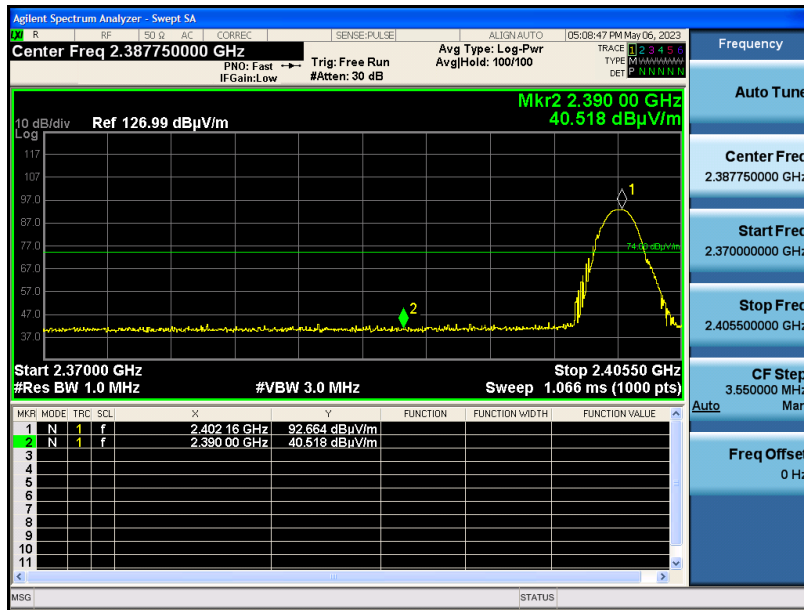 Agilent Spectrum Analyzer - Swept SA
LXI R RF 50 Ω AC CORREC SENSE:PULSE ALIGN AUTO 05:08:47 PM May 06, 2023
Center Freq 2.387750000 GHz
PNO: Fast
IFGain:Low
Trig: Free Run
#Atten: 30 dB
Avg Type: Log-Pwr
Avg|Hold: 100/100
TRACE 1 2 3 4 5 6
TYPE M WWWWW
DET P N N N N N
Mkr2 2.390 00 GHz
40.518 dBµV/m
10 dB/div Ref 126.99 dBµV/m
Log
117
107
97.0
87.0
77.0
67.0
57.0
47.0
37.0
1
74.00 dBµV/m
2
Start 2.37000 GHz Stop 2.40550 GHz
#Res BW 1.0 MHz #VBW 3.0 MHz Sweep 1.066 ms (1000 pts)
MKR MODE TRC SCL X Y FUNCTION FUNCTION WIDTH FUNCTION VALUE
1 N 1 f 2.402 16 GHz 92.664 dBµV/m
2 N 1 f 2.390 00 GHz 40.518 dBµV/m
3
4
5
6
7
8
9
10
11
MSG STATUS
Frequency
Auto Tune
Center Freq
2.387750000 GHz
Start Freq
2.370000000 GHz
Stop Freq
2.405500000 GHz
CF Step
3.550000 MHz
Auto Man
Freq Offset
0 Hz